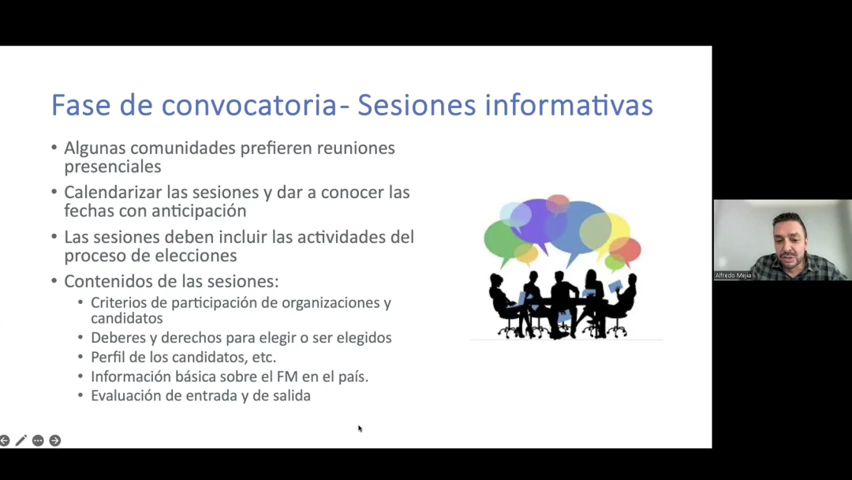 Fase de convocatoria- Sesiones informativas
• Algunas comunidades prefieren reuniones
presenciales
• Calendarizar las sesiones y dar a conocer las
fechas con anticipación
• Las sesiones deben incluir las actividades del
proceso de elecciones
• Contenidos de las sesiones:
• Criterios de participación de organizaciones y
candidatos
• Deberes y derechos para elegir o ser elegidos
• Perfil de los candidatos, etc.
• Información básica sobre el FM en el país.
• Evaluación de entrada y de salida
Alfredo Mejia